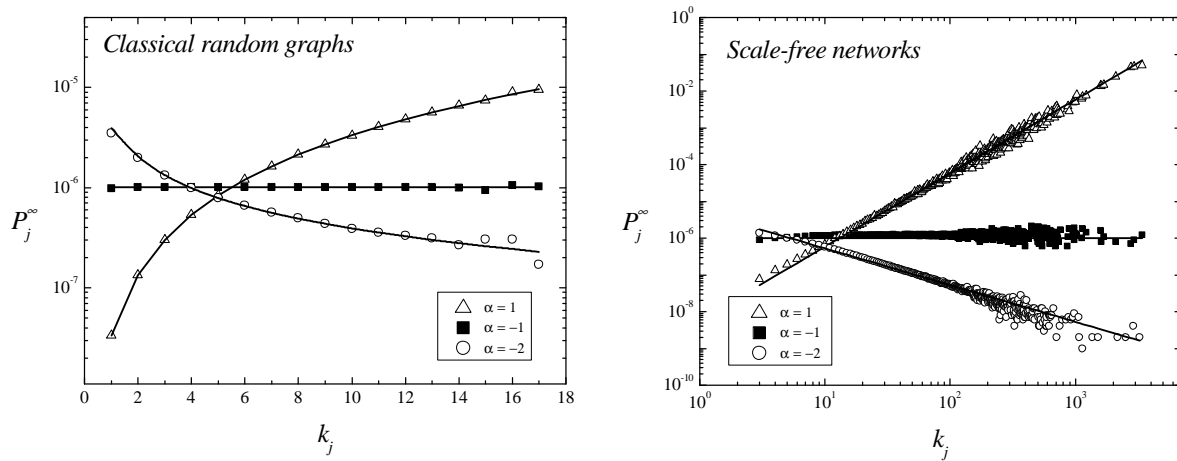 Classical random graphs
10^-5
10^-6
10^-7
P_j^∞
0 2 4 6 8 10 12 14 16 18
k_j
α = 1
α = −1
α = −2
Scale-free networks
10^0
10^-2
10^-4
10^-6
10^-8
10^-10
P_j^∞
10^0 10^1 10^2 10^3
k_j
α = 1
α = −1
α = −2